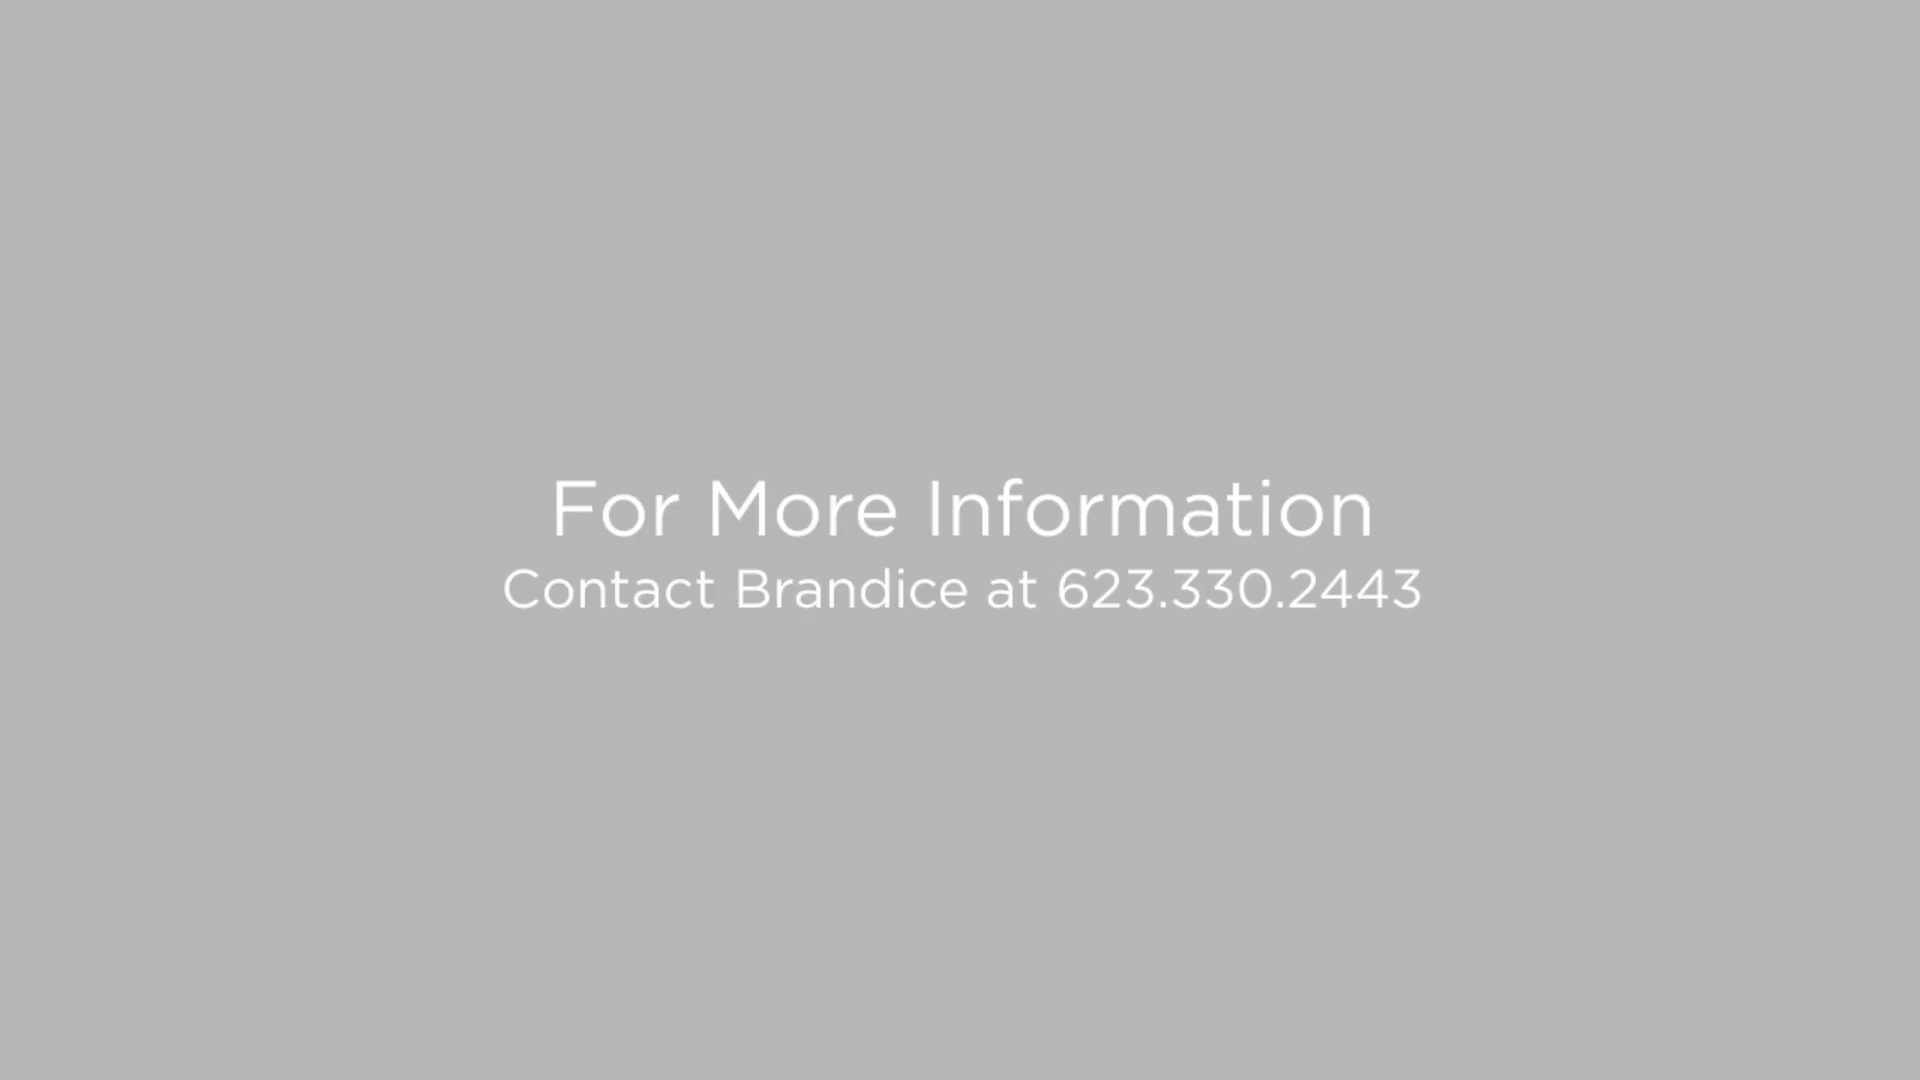 For More Information
Contact Brandice at 623.330.2443